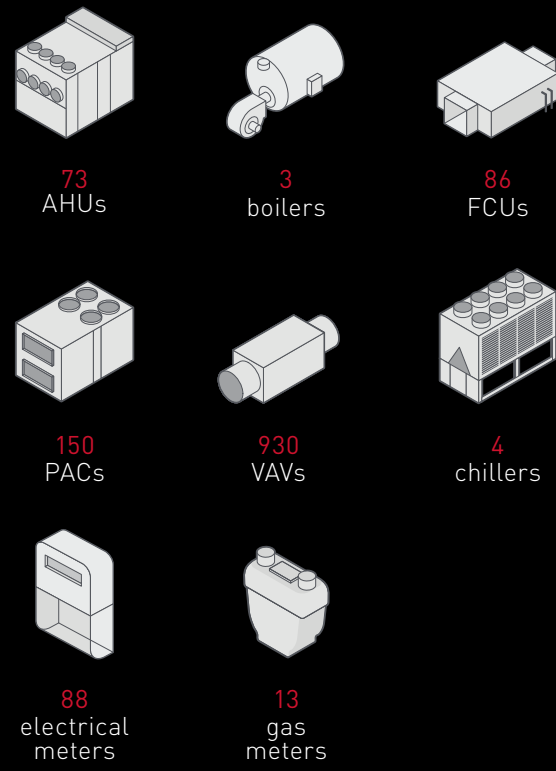 73
AHUs
3
boilers
86
FCUs
150
PACs
930
VAVs
4
chillers
88
electrical
meters
13
gas
meters